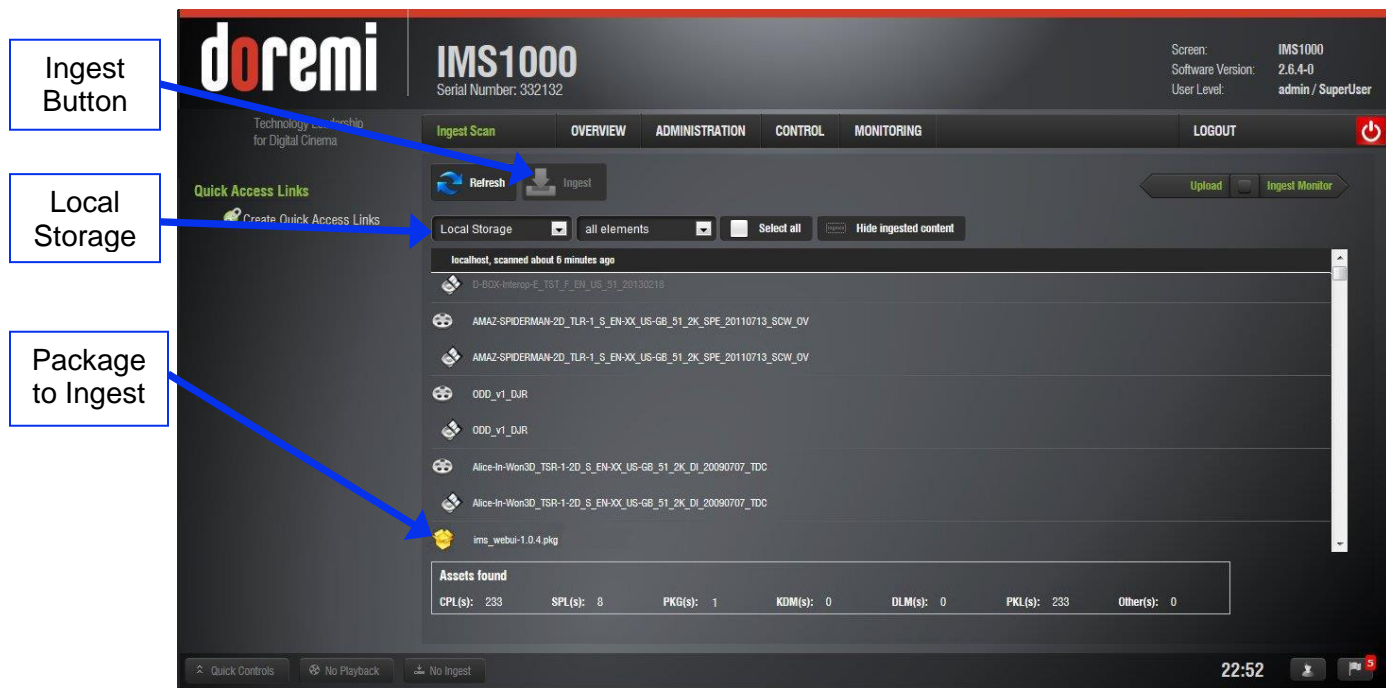 Ingest
Button
Local
Storage
Package
to Ingest
doremi
Technology Leadership
for Digital Cinema
IMS1000
Serial Number: 332132
Screen: IMS1000
Software Version: 2.6.4-0
User Level: admin / SuperUser
Ingest Scan OVERVIEW ADMINISTRATION CONTROL MONITORING LOGOUT
Quick Access Links
Create Quick Access Links
Refresh Ingest Upload Ingest Monitor
Local Storage all elements Select all Hide ingested content
localhost, scanned about 6 minutes ago
D-BOX-Interop-E_TST_F_EN_US_51_20130218
AMAZ-SPIDERMAN-2D_TLR-1_S_EN-XX_US-GB_51_2K_SPE_20110713_SCW_OV
AMAZ-SPIDERMAN-2D_TLR-1_S_EN-XX_US-GB_51_2K_SPE_20110713_SCW_OV
ODD_v1_DJR
ODD_v1_DJR
Alice-In-Won3D_TSR-1-2D_S_EN-XX_US-GB_51_2K_DI_20090707_TDC
Alice-In-Won3D_TSR-1-2D_S_EN-XX_US-GB_51_2K_DI_20090707_TDC
ims_webui-1.0.4.pkg
Assets found
CPL(s): 233 SPL(s): 8 PKG(s): 1 KDM(s): 0 DLM(s): 0 PKL(s): 233 Other(s): 0
Quick Controls No Playback No Ingest 22:52 5